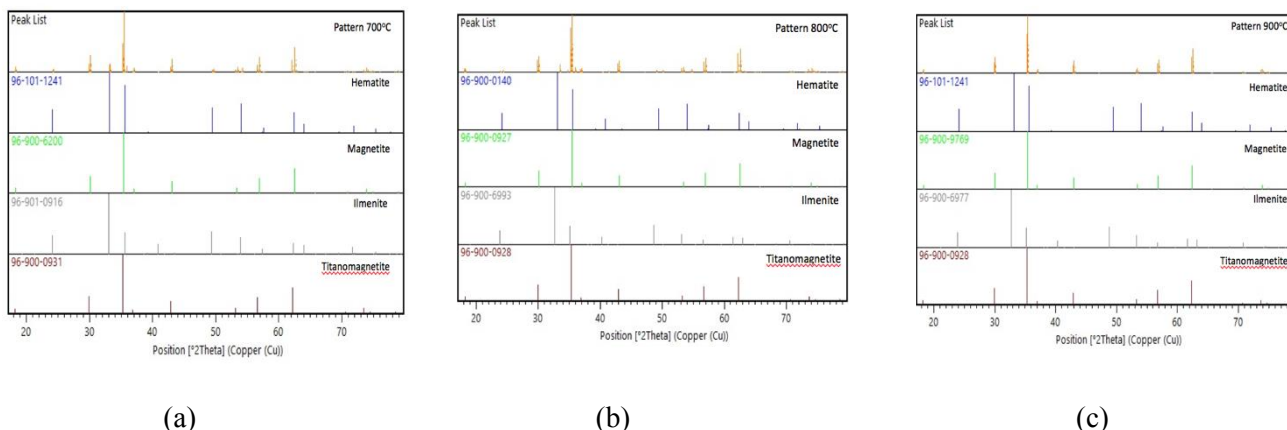 Peak List
Pattern 700°C
96-101-1241
Hematite
96-900-6200
Magnetite
96-901-0916
Ilmenite
96-900-0931
Titanomagnetite
20 30 40 50 60 70
Position [°2Theta] (Copper (Cu))
(a)
Peak List
Pattern 800°C
96-900-0140
Hematite
96-900-0927
Magnetite
96-900-6993
Ilmenite
96-900-0928
Titanomagnetite
20 30 40 50 60 70
Position [°2Theta] (Copper (Cu))
(b)
Peak List
Pattern 900°C
96-101-1241
Hematite
96-900-9769
Magnetite
96-900-6977
Ilmenite
96-900-0928
Titanomagnetite
20 30 40 50 60 70
Position [°2Theta] (Copper (Cu))
(c)